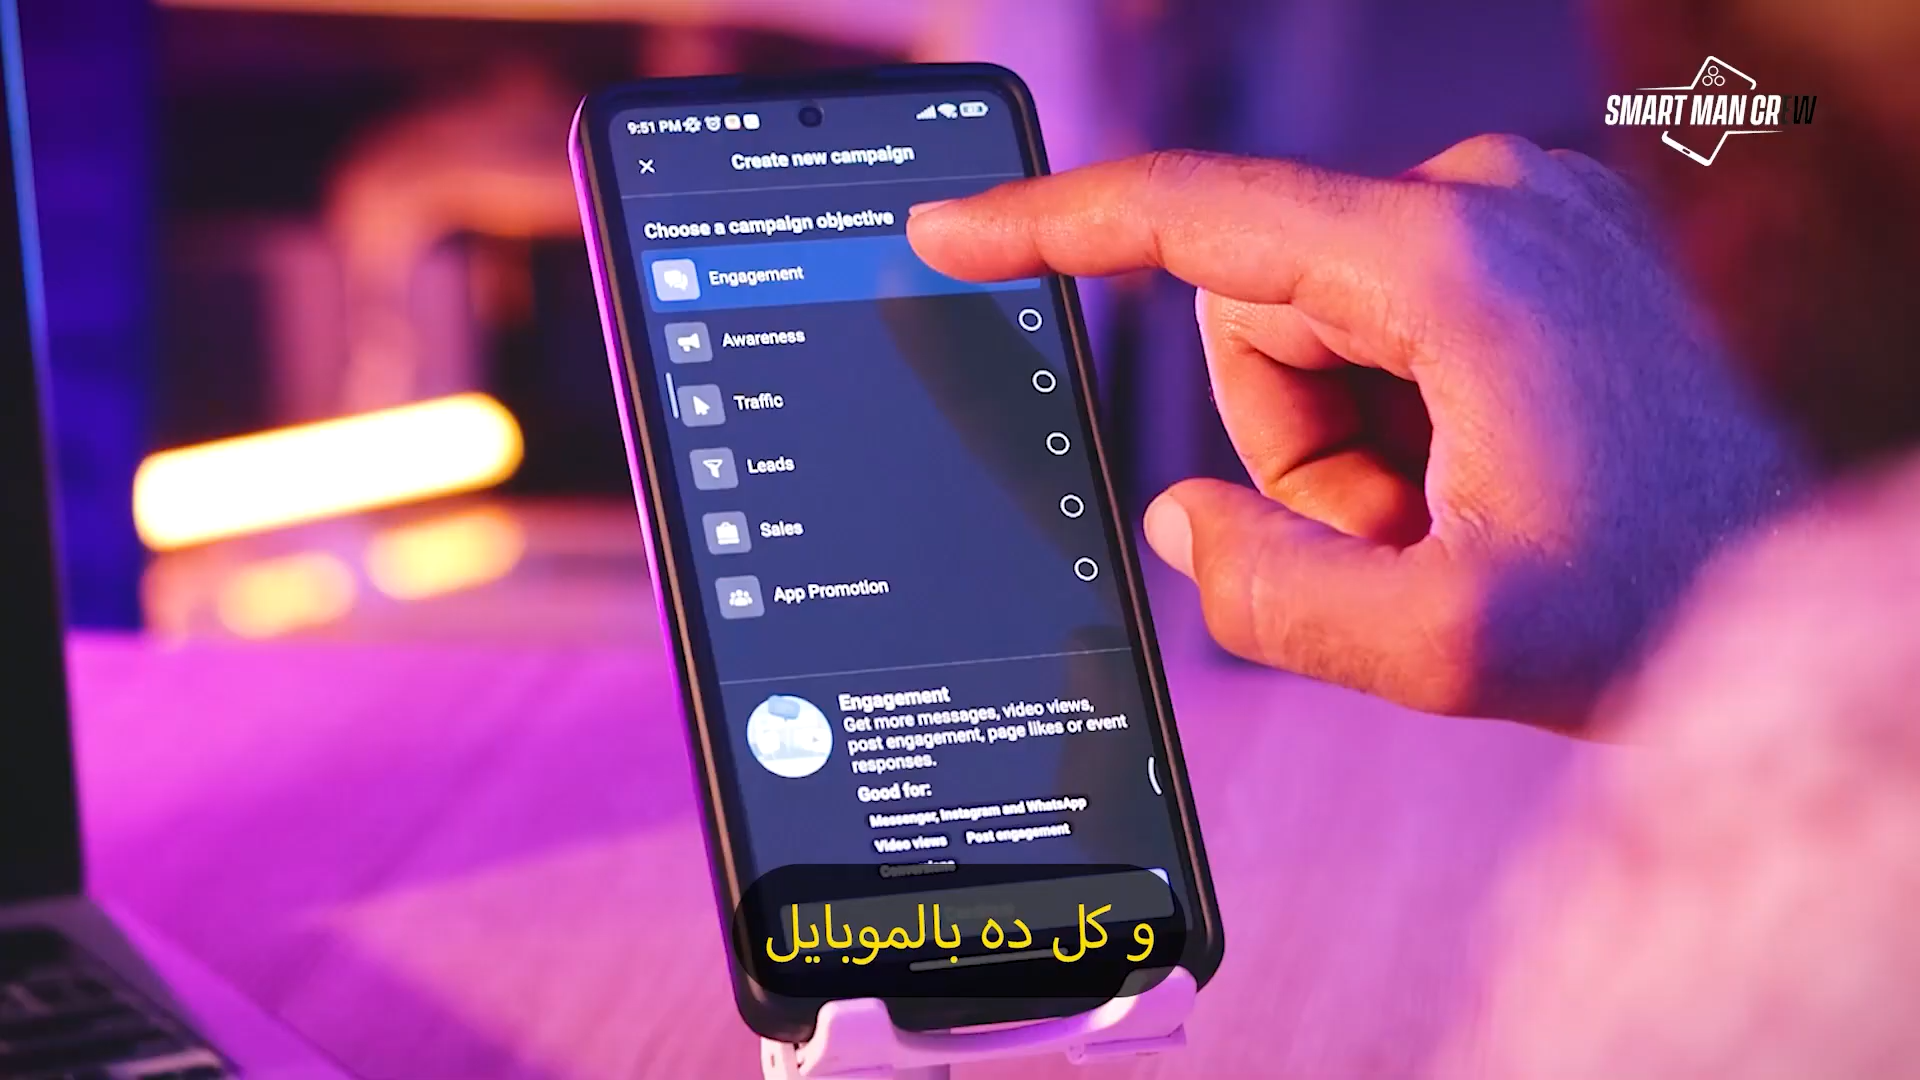 SMART MAN CREW
9:51 PM
Create new campaign
Choose a campaign objective
Engagement
Awareness
Traffic
Leads
Sales
App Promotion
Engagement
Get more messages, video views,
post engagement, page likes or event
responses.
Good for:
Messenger, Instagram and WhatsApp
Video views Post engagement
Conversions
و كل ده بالموبايل